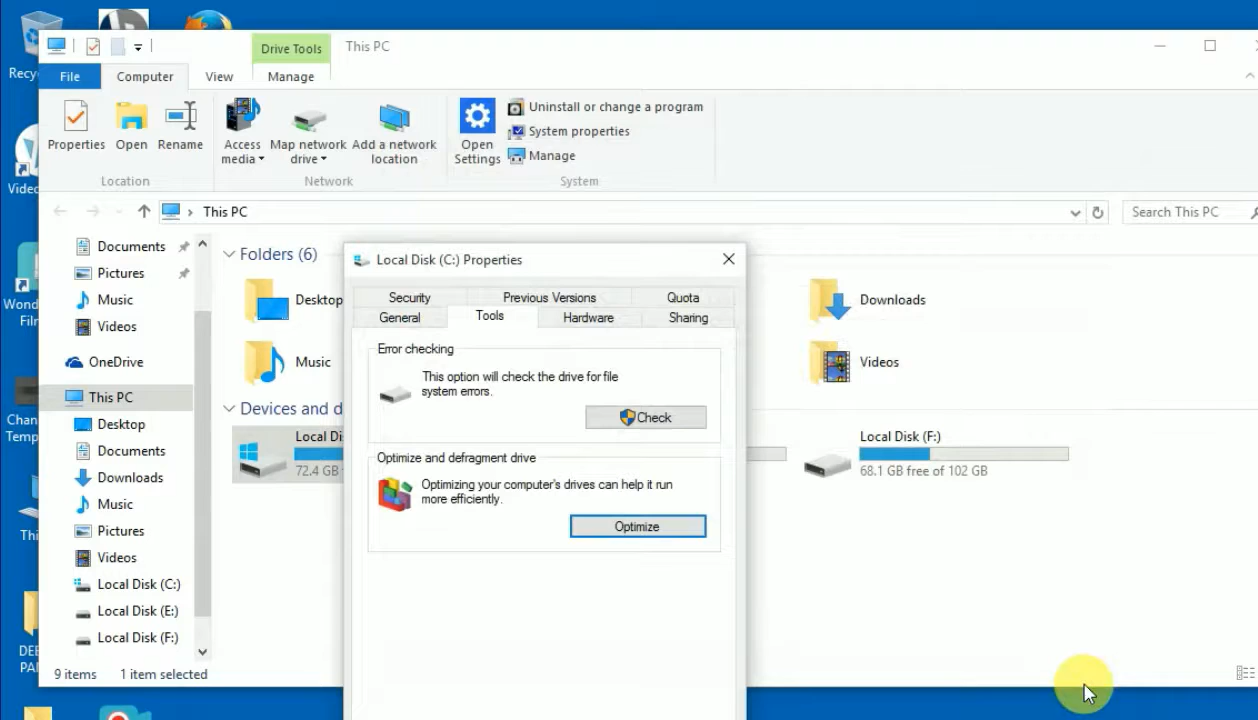 Drive Tools
This PC
File
Computer
View
Manage
Properties
Open
Rename
Access
media
Map network
drive
Add a network
location
Open
Settings
Uninstall or change a program
System properties
Manage
Location
Network
System
This PC
Search This PC
Documents
Pictures
Music
Videos
OneDrive
This PC
Desktop
Documents
Downloads
Music
Pictures
Videos
Local Disk (C:)
Local Disk (E:)
Local Disk (F:)
Folders (6)
Desktop
Music
Downloads
Videos
Devices and d
Local Di
72.4 GB
Local Disk (F:)
68.1 GB free of 102 GB
Local Disk (C:) Properties
Security
Previous Versions
Quota
General
Tools
Hardware
Sharing
Error checking
This option will check the drive for file
system errors.
Check
Optimize and defragment drive
Optimizing your computer's drives can help it run
more efficiently.
Optimize
9 items
1 item selected
Recy
Video
Wond
Film
Chan
Temp
Thi
DEE
PA